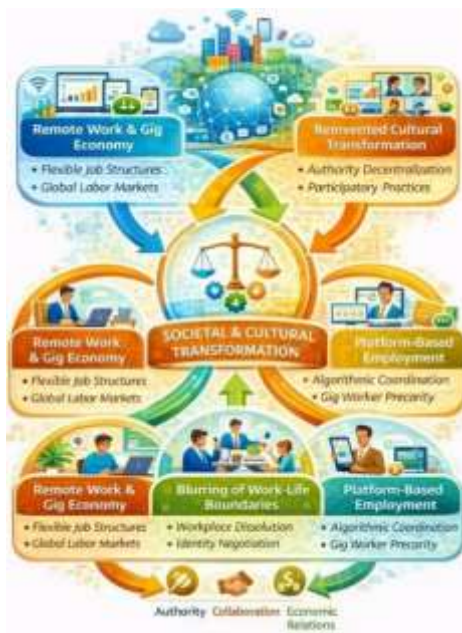 Remote Work & Gig
Economy
• Flexible Job Structures
• Global Labor Markets
Reinvented Cultural
Transformation
• Authority Decentralization
• Participatory Practices
SOCIETAL & CULTURAL
TRANSFORMATION
Remote Work
& Gig Economy
• Flexible Job Structures
• Global Labor Markets
Platform-Based
Employment
• Algorithmic Coordination
• Gig Worker Precarity
Remote Work &
Gig Economy
• Flexible Job Structures
• Global Labor Markets
Blurring of Work-Life
Boundaries
• Workplace Dissolution
• Identity Negotiation
Platform-Based
Employment
• Algorithmic Coordination
• Gig Worker Precarity
Authority Collaboration Economic
Relations